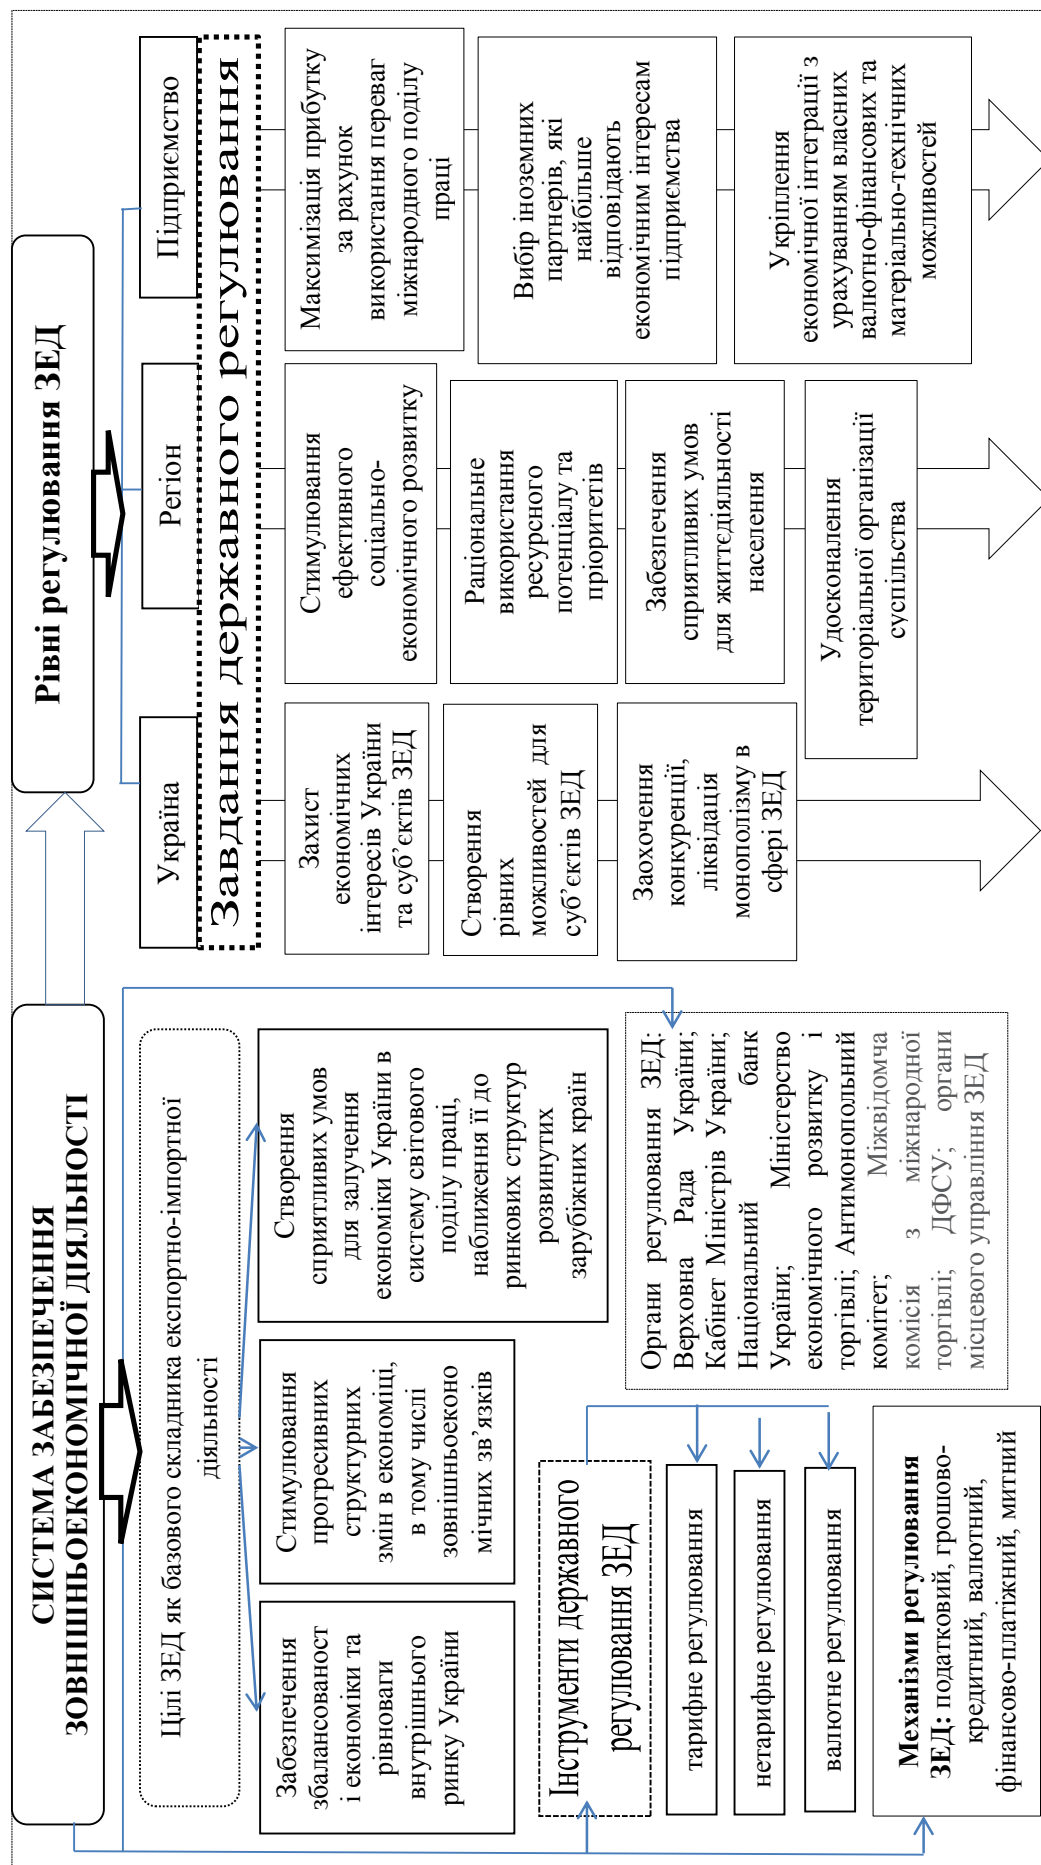 СИСТЕМА ЗАБЕЗПЕЧЕННЯ
ЗОВНІШНЬОЕКОНОМІЧНОЇ ДІЯЛЬНОСТІ
Цілі ЗЕД як базового складника експортно-імпортної
діяльності
Забезпечення
збалансованост
і економіки та
рівноваги
внутрішнього
ринку України
Стимулювання
прогресивних
структурних
змін в економіці,
в тому числі
зовнішньоеконо
мічних зв’язків
Створення
сприятливих умов
для залучення
економіки України в
систему світового
поділу праці,
наближення її до
ринкових структур
розвинутих
зарубіжних країн
Інструменти державного
регулювання ЗЕД
тарифне регулювання
нетарифне регулювання
валютне регулювання
Механізми регулювання
ЗЕД: податковий, грошово-
кредитний, валютний,
фінансово-платіжний, митний
Органи регулювання ЗЕД:
Верховна Рада України;
Кабінет Міністрів України;
Національний банк
України; Міністерство
економічного розвитку і
торгівлі; Антимонопольний
комітет; Міжвідомча
комісія з міжнародної
торгівлі; ДФСУ; органи
місцевого управління ЗЕД
Рівні регулювання ЗЕД
Україна
Регіон
Підприємство
Завдання державного регулювання
Захист
економічних
інтересів України
та суб’єктів ЗЕД
Створення
рівних
можливостей для
суб’єктів ЗЕД
Заохочення
конкуренції,
ліквідація
монополізму в
сфері ЗЕД
Стимулювання
ефективного
соціально-
економічного розвитку
Раціональне
використання
ресурсного
потенціалу та
пріоритетів
Забезпечення
сприятливих умов
для життєдіяльності
населення
Удосконалення
територіальної організації
суспільства
Максимізація прибутку
за рахунок
використання переваг
міжнародного поділу
праці
Вибір іноземних
партнерів, які
найбільше
відповідають
економічним інтересам
підприємства
Укріплення
економічної інтеграції з
урахуванням власних
валютно-фінансових та
матеріально-технічних
можливостей